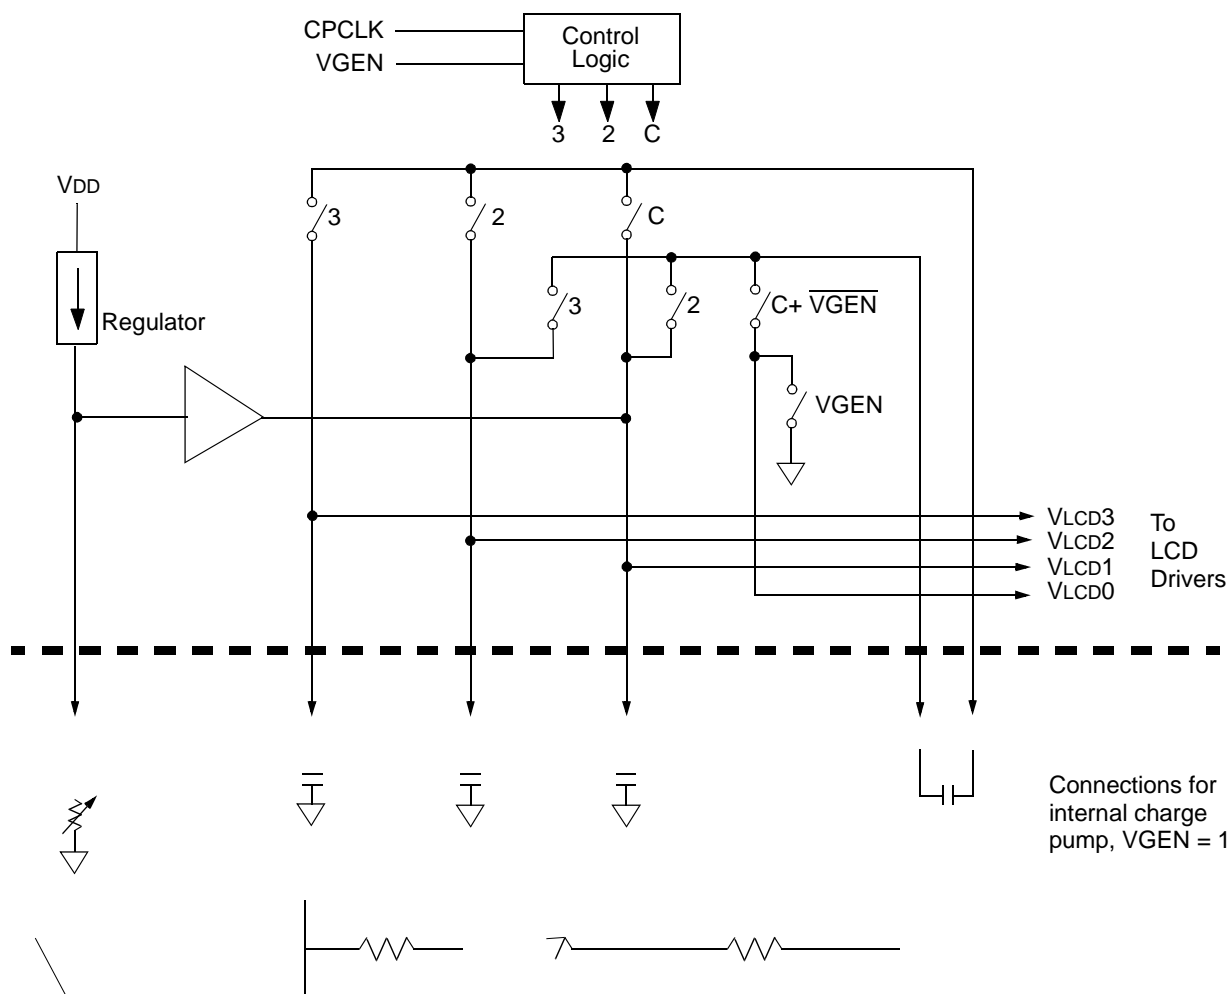 CPCLK
VGEN
Control
Logic
3 2 C
VDD
3
2
C
3
2
C+ VGEN
Regulator
VGEN
VLCD3
VLCD2
VLCD1
VLCD0
To
LCD
Drivers
Connections for
internal charge
pump, VGEN = 1